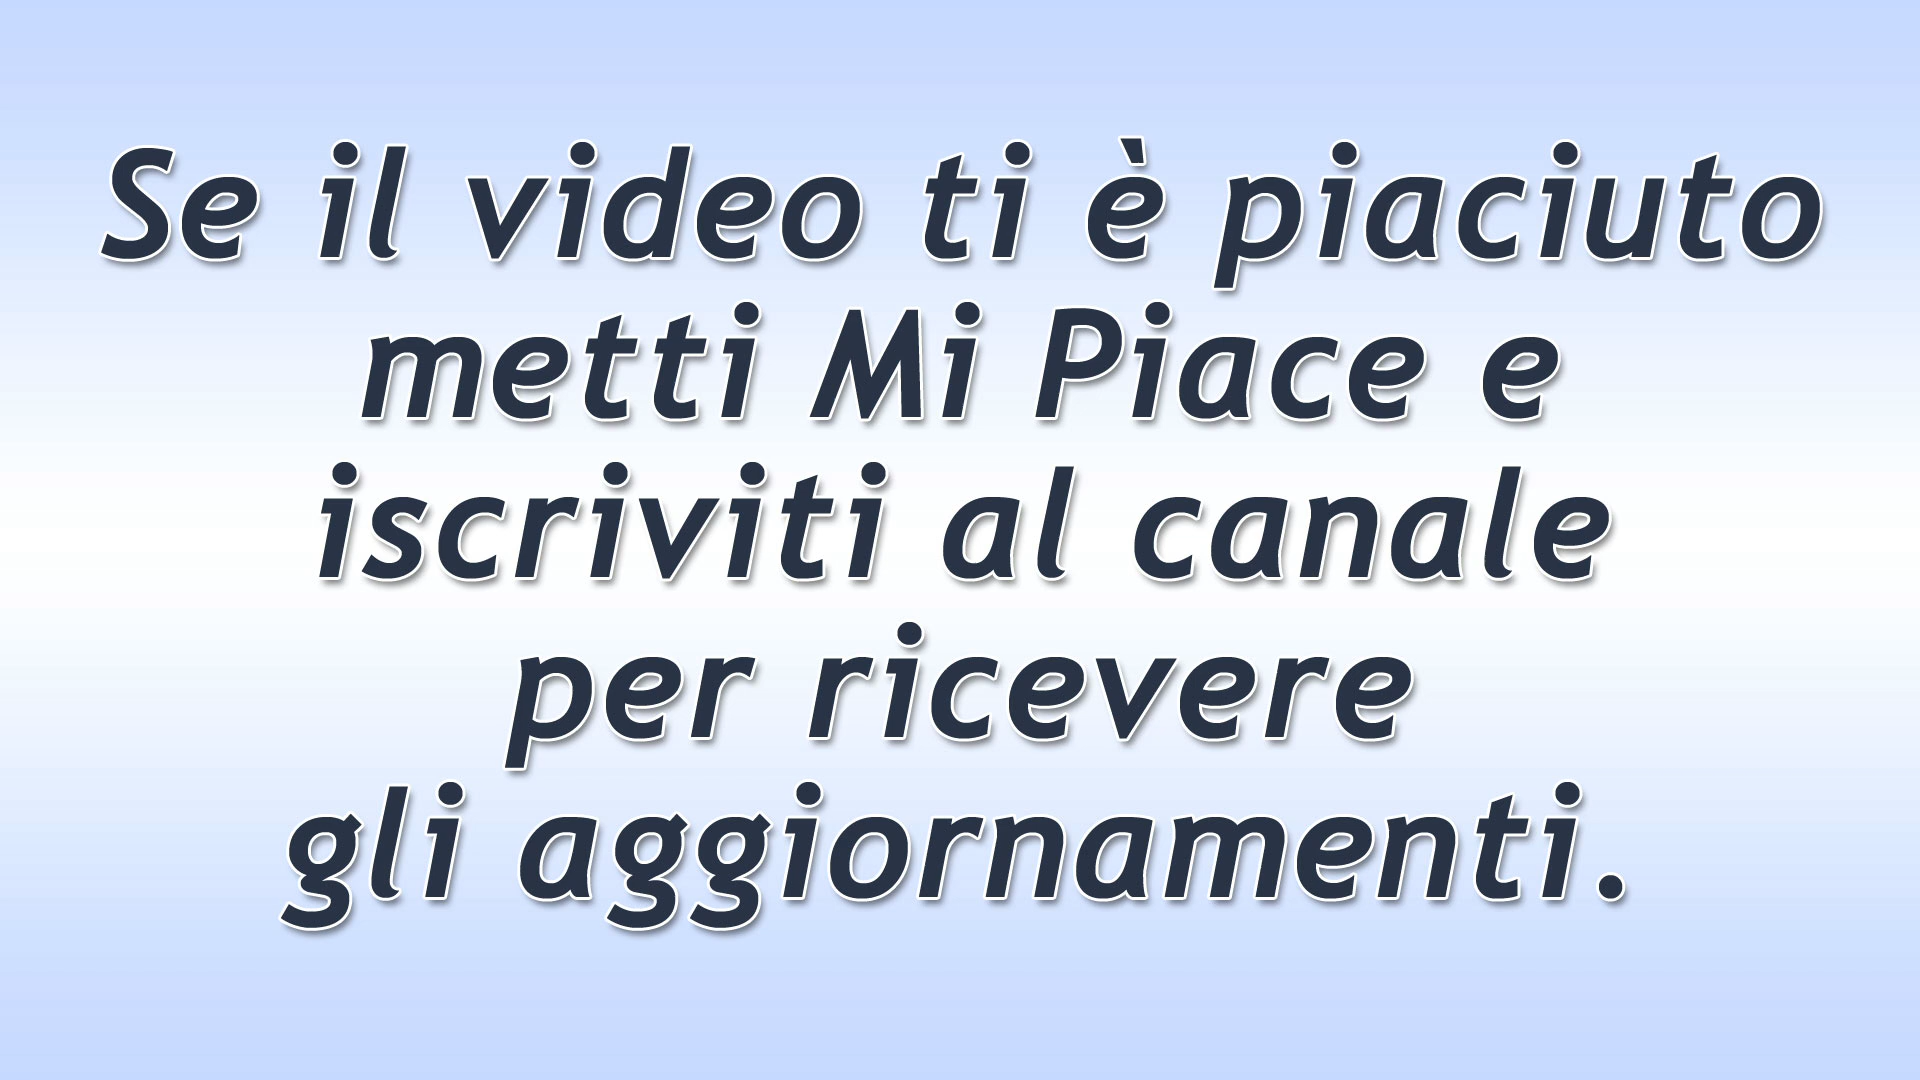 Se il video ti è piaciuto
metti Mi Piace e
iscriviti al canale
per ricevere
gli aggiornamenti.